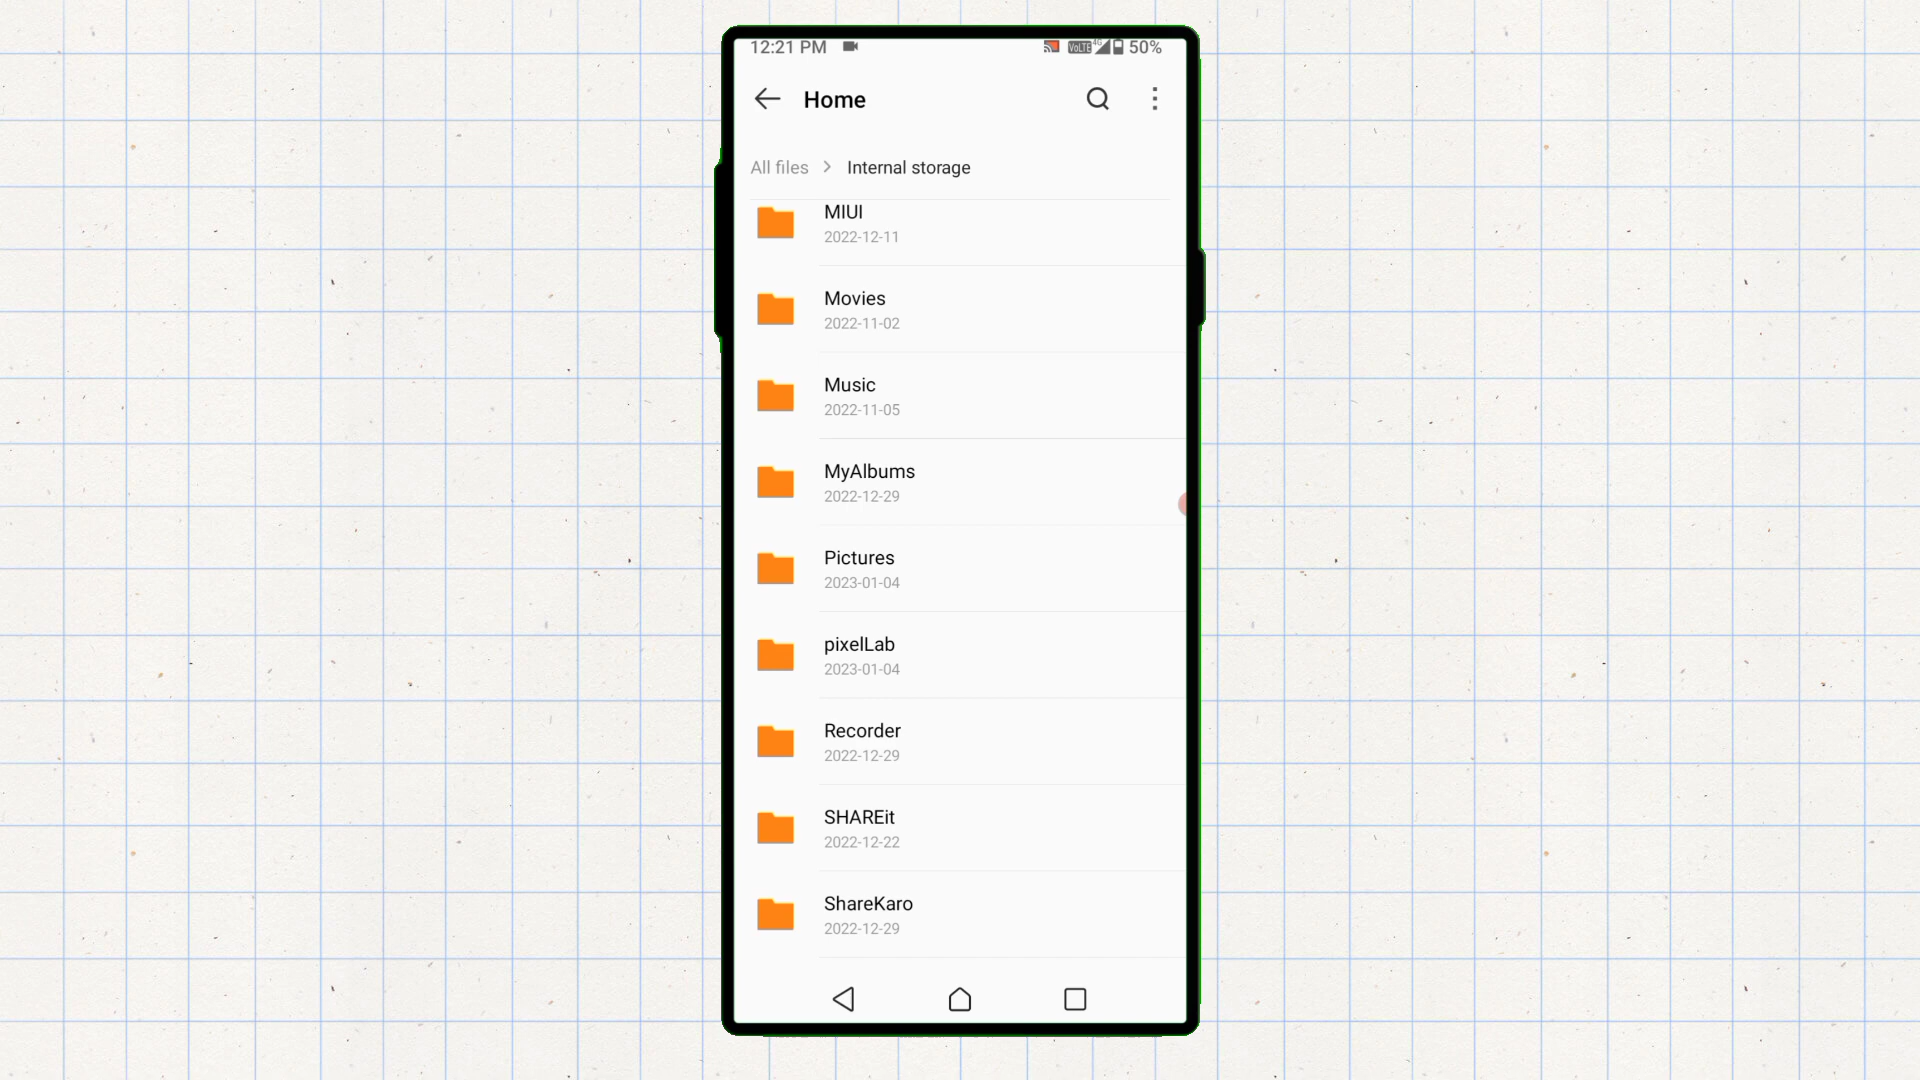 12:21 PM VoLTE 4G 50%
Home
All files > Internal storage
MIUI
2022-12-11
Movies
2022-11-02
Music
2022-11-05
MyAlbums
2022-12-29
Pictures
2023-01-04
pixelLab
2023-01-04
Recorder
2022-12-29
SHAREit
2022-12-22
ShareKaro
2022-12-29